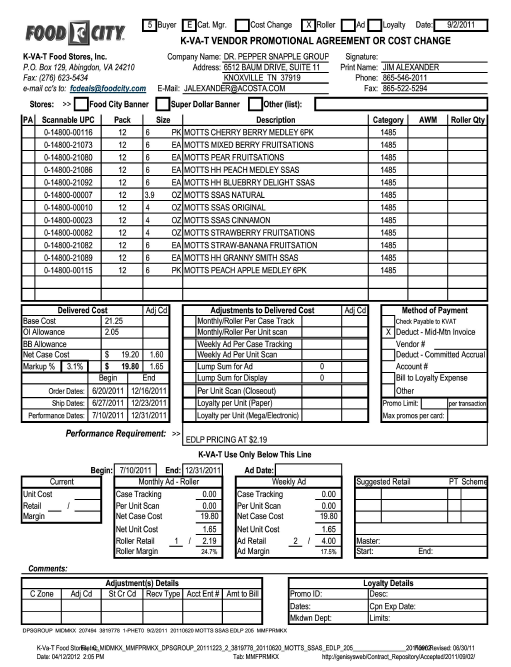 FOOD CITY
5 Buyer E Cat. Mgr. Cost Change X Roller Ad Loyalty Date: 9/2/2011
K-VA-T VENDOR PROMOTIONAL AGREEMENT OR COST CHANGE
K-VA-T Food Stores, Inc. Company Name: DR. PEPPER SNAPPLE GROUP Signature:
P.O. Box 129, Abingdon, VA 24210 Address: 6512 BAUM DRIVE, SUITE 11 Print Name: JIM ALEXANDER
Fax: (276) 623-5434 KNOXVILLE TN 37919 Phone: 865-546-2011
e-mail cc's to: fcdeals@foodcity.com E-Mail: JALEXANDER@ACOSTA.COM Fax: 865-522-5294
Stores: >> Food City Banner Super Dollar Banner Other (list):
PA Scannable UPC Pack Size Description Category AWM Roller Qty
0-14800-00116 12 6 PK MOTTS CHERRY BERRY MEDLEY 6PK 1485
0-14800-21073 12 6 EA MOTTS MIXED BERRY FRUITSATIONS 1485
0-14800-21080 12 6 EA MOTTS PEAR FRUITSATIONS 1485
0-14800-21086 12 6 EA MOTTS HH PEACH MEDLEY SSAS 1485
0-14800-21092 12 6 EA MOTTS HH BLUEBRRY DELIGHT SSAS 1485
0-14800-00007 12 3.9 OZ MOTTS SSAS NATURAL 1485
0-14800-00010 12 4 OZ MOTTS SSAS ORIGINAL 1485
0-14800-00023 12 4 OZ MOTTS SSAS CINNAMON 1485
0-14800-00082 12 4 OZ MOTTS STRAWBERRY FRUITSATIONS 1485
0-14800-21082 12 6 EA MOTTS STRAW-BANANA FRUITSATION 1485
0-14800-21089 12 6 EA MOTTS HH GRANNY SMITH SSAS 1485
0-14800-00115 12 6 PK MOTTS PEACH APPLE MEDLEY 6PK 1485
Delivered Cost Adj Cd Adjustments to Delivered Cost Adj Cd Method of Payment
Base Cost 21.25 Monthly/Roller Per Case Track Check Payable to KVAT
OI Allowance 2.05 Monthly/Roller Per Unit scan X Deduct - Mid-Mtn Invoice
BB Allowance Weekly Ad Per Case Tracking Vendor #
Net Case Cost $ 19.20 1.60 Weekly Ad Per Unit Scan Deduct - Committed Accrual
Markup % 3.1% $ 19.80 1.65 Lump Sum for Ad 0 Account #
Begin End Lump Sum for Display 0 Bill to Loyalty Expense
Order Dates: 6/20/2011 12/16/2011 Per Unit Scan (Closeout) Other
Ship Dates: 6/27/2011 12/23/2011 Loyalty per Unit (Paper) Promo Limit: per transaction
Performance Dates: 7/10/2011 12/31/2011 Loyalty per Unit (Mega/Electronic) Max promos per card:
Performance Requirement: >> EDLP PRICING AT $2.19
K-VA-T Use Only Below This Line
Begin: 7/10/2011 End: 12/31/2011 Ad Date:
Current Monthly Ad - Roller Weekly Ad Suggested Retail PT Scheme
Unit Cost Case Tracking 0.00 Case Tracking 0.00
Retail / Per Unit Scan 0.00 Per Unit Scan 0.00
Margin Net Case Cost 19.80 Net Case Cost 19.80
Net Unit Cost 1.65 Net Unit Cost 1.65
Roller Retail 1 / 2.19 Ad Retail 2 / 4.00 Master:
Roller Margin 24.7% Ad Margin 17.5% Start: End:
Comments:
Adjustment(s) Details Loyalty Details
C Zone Adj Cd St Cr Cd Recv Type Acct Ent # Amt to Bill Promo ID: Desc:
Dates: Cpn Exp Date:
Mkdwn Dept: Limits:
DPSGROUP MIDMKX 207494 3819778 1-PHET0 9/2/2011 20110620 MOTTS SSAS EDLP 205 MMFPRMKX
K-Va-T Food Stores Revised: 06/30/11
Date: 04/12/2012 2:05 PM Tab: MMFPRMKX http://genisysweb/Contract_Repository/Accepted/2011/09/02/